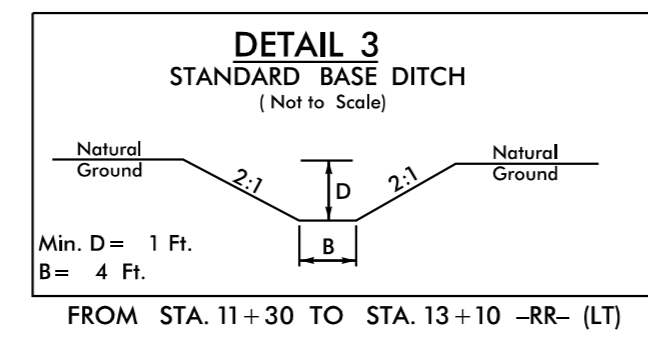 DETAIL 3
STANDARD BASE DITCH
( Not to Scale)
Natural
Ground
2:1
D
2:1
Natural
Ground
Min. D = 1 Ft.
B = 4 Ft.
B
FROM STA. 11+30 TO STA. 13+10 –RR– (LT)